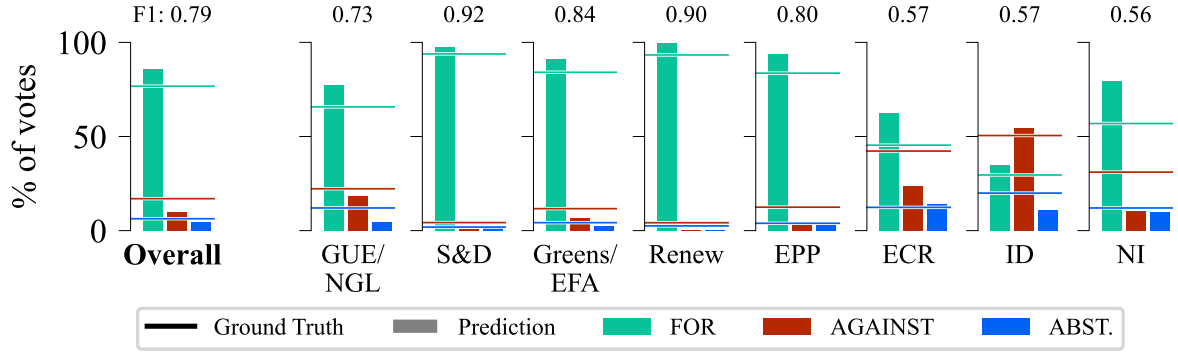 F1: 0.79 0.73 0.92 0.84 0.90 0.80 0.57 0.57 0.56
% of votes
100
50
0
Overall GUE/ S&D Greens/ Renew EPP ECR ID NI
NGL EFA
Ground Truth Prediction FOR AGAINST ABST.